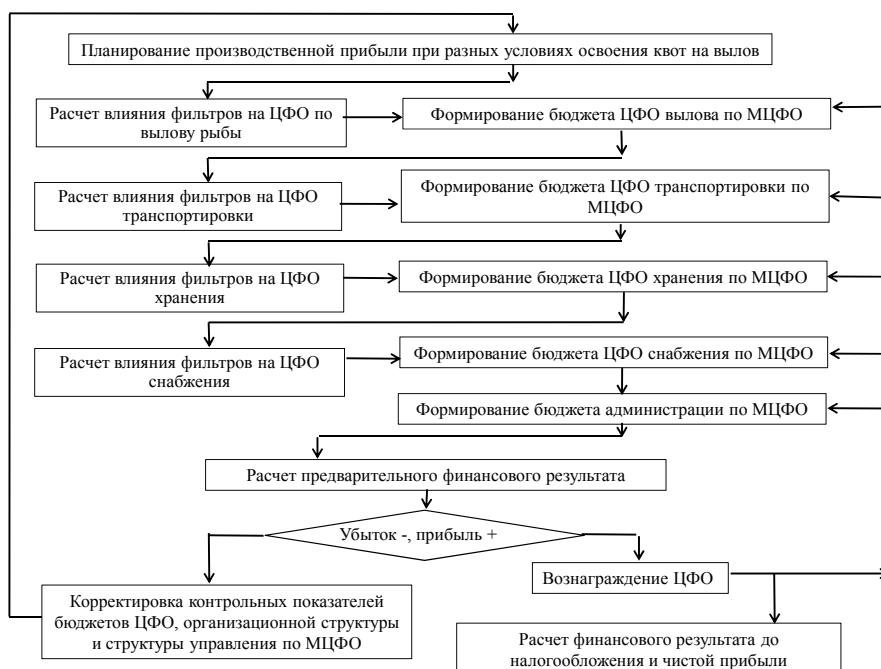 Планирование производственной прибыли при разных условиях освоения квот на вылов
Расчет влияния фильтров на ЦФО по
вылову рыбы
Формирование бюджета ЦФО вылова по МЦФО
Расчет влияния фильтров на ЦФО
транспортировки
Формирование бюджета ЦФО транспортировки по
МЦФО
Расчет влияния фильтров на ЦФО
хранения
Формирование бюджета ЦФО хранения по МЦФО
Расчет влияния фильтров на ЦФО
снабжения
Формирование бюджета ЦФО снабжения по МЦФО
Формирование бюджета администрации по МЦФО
Расчет предварительного финансового результата
Убыток -, прибыль +
Вознаграждение ЦФО
Корректировка контрольных показателей
бюджетов ЦФО, организационной структуры
и структуры управления по МЦФО
Расчет финансового результата до
налогообложения и чистой прибыли